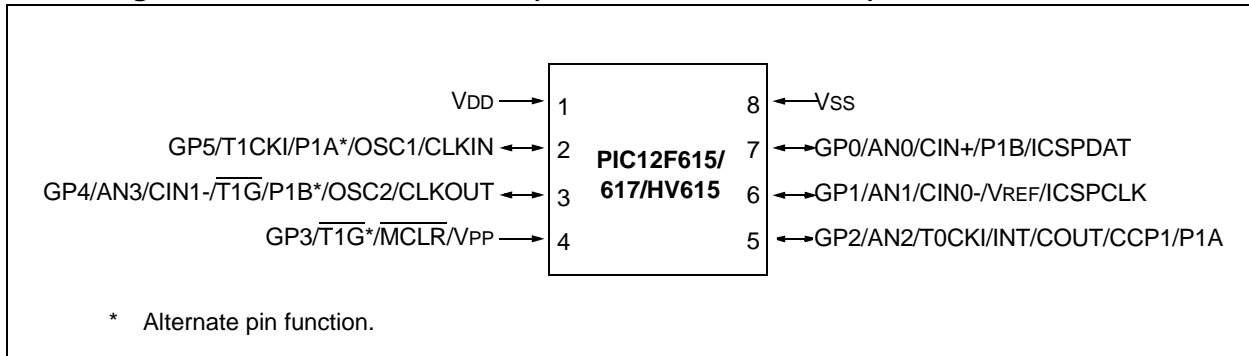 VDD 1 8 VSS
GP5/T1CKI/P1A*/OSC1/CLKIN 2 PIC12F615/ 7 GP0/AN0/CIN+/P1B/ICSPDAT
GP4/AN3/CIN1-/T1G/P1B*/OSC2/CLKOUT 3 617/HV615 6 GP1/AN1/CIN0-/VREF/ICSPCLK
GP3/T1G*/MCLR/VPP 4 5 GP2/AN2/T0CKI/INT/COUT/CCP1/P1A
* Alternate pin function.